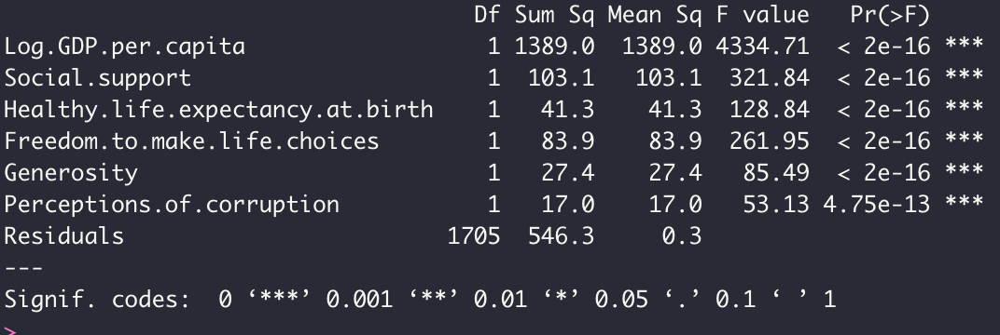 Df Sum Sq Mean Sq F value Pr(>F)
Log.GDP.per.capita 1 1389.0 1389.0 4334.71 < 2e-16 ***
Social.support 1 103.1 103.1 321.84 < 2e-16 ***
Healthy.life.expectancy.at.birth 1 41.3 41.3 128.84 < 2e-16 ***
Freedom.to.make.life.choices 1 83.9 83.9 261.95 < 2e-16 ***
Generosity 1 27.4 27.4 85.49 < 2e-16 ***
Perceptions.of.corruption 1 17.0 17.0 53.13 4.75e-13 ***
Residuals 1705 546.3 0.3
---
Signif. codes:  0 ‘***’ 0.001 ‘**’ 0.01 ‘*’ 0.05 ‘.’ 0.1 ‘ ’ 1
>